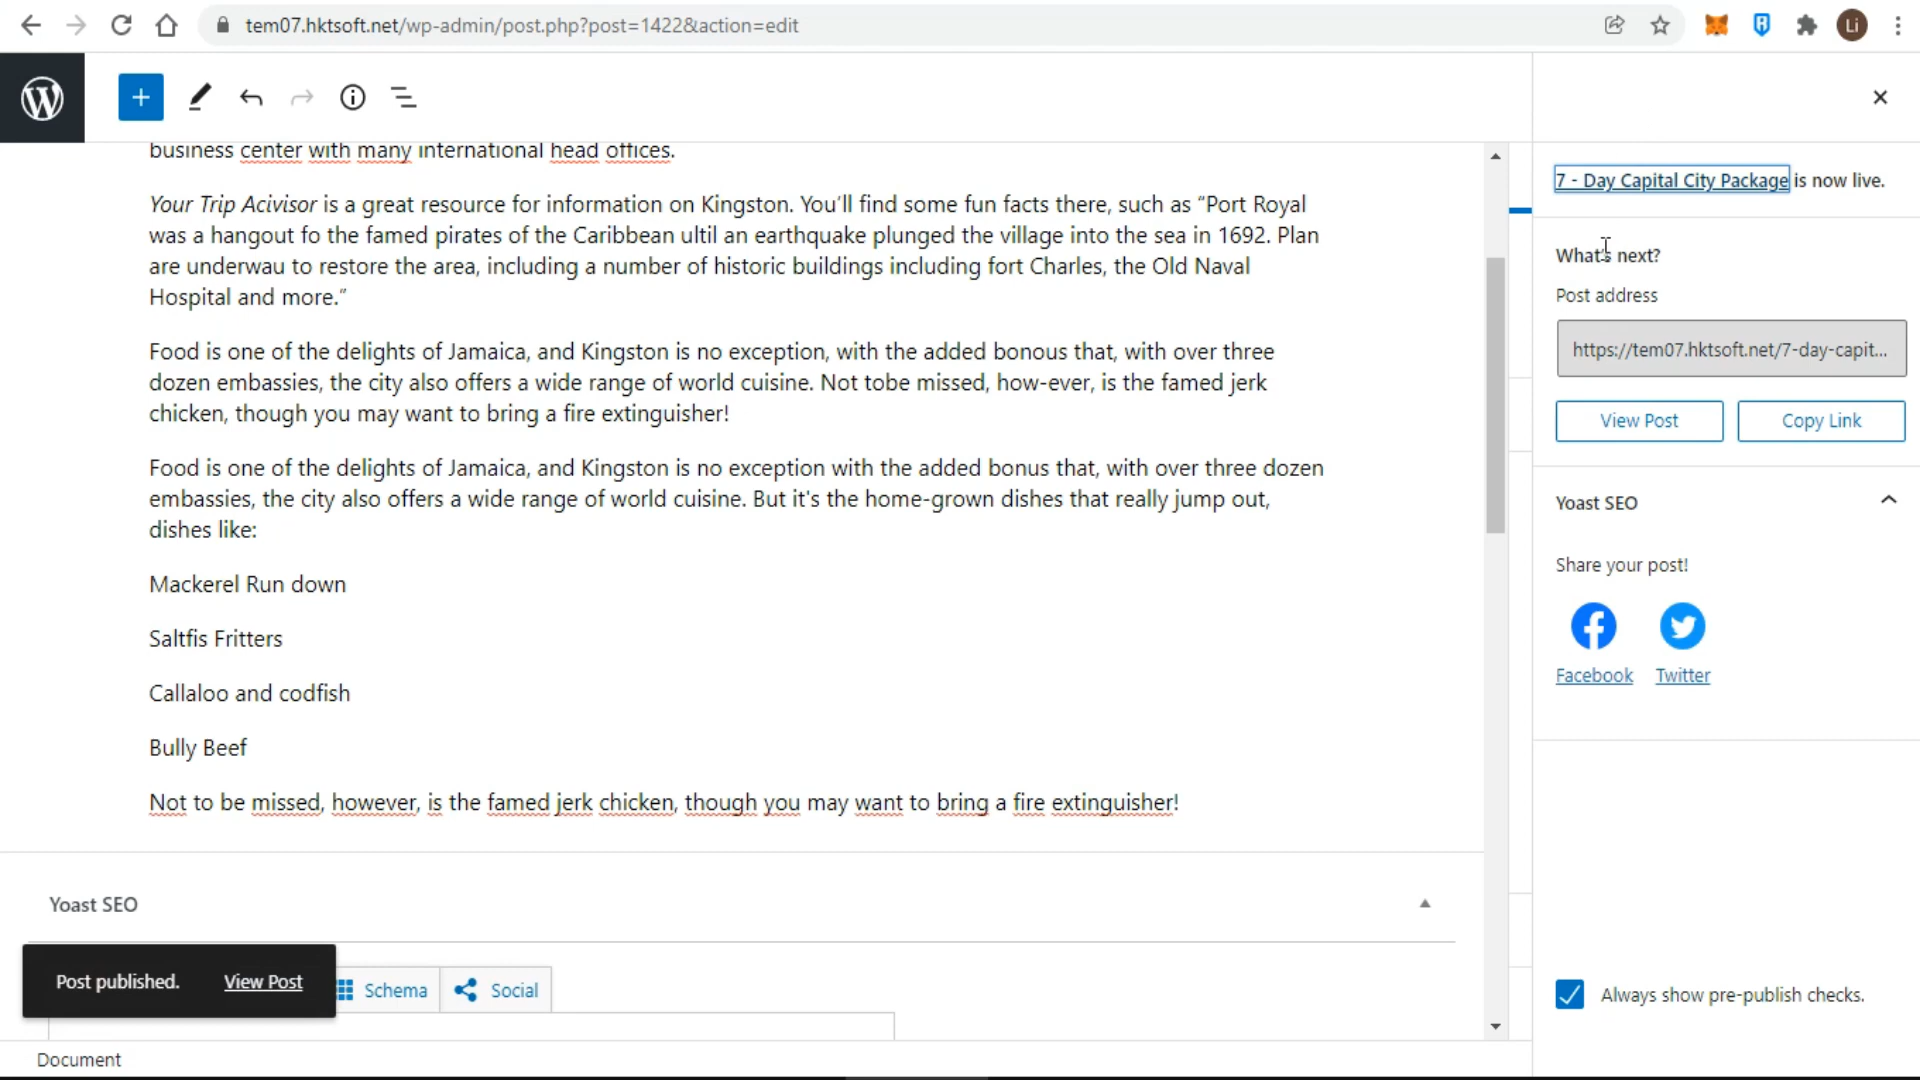 tem07.hktsoft.net/wp-admin/post.php?post=1422&action=edit
Li
business center with many international head offices.
Your Trip Acivisor is a great resource for information on Kingston. You'll find some fun facts there, such as “Port Royal
was a hangout fo the famed pirates of the Caribbean ultil an earthquake plunged the village into the sea in 1692. Plan
are underwau to restore the area, including a number of historic buildings including fort Charles, the Old Naval
Hospital and more.”
Food is one of the delights of Jamaica, and Kingston is no exception, with the added bonous that, with over three
dozen embassies, the city also offers a wide range of world cuisine. Not tobe missed, how-ever, is the famed jerk
chicken, though you may want to bring a fire extinguisher!
Food is one of the delights of Jamaica, and Kingston is no exception with the added bonus that, with over three dozen
embassies, the city also offers a wide range of world cuisine. But it's the home-grown dishes that really jump out,
dishes like:
Mackerel Run down
Saltfis Fritters
Callaloo and codfish
Bully Beef
Not to be missed, however, is the famed jerk chicken, though you may want to bring a fire extinguisher!
Yoast SEO
Post published. View Post
Schema Social
Document
7 - Day Capital City Package is now live.
What's next?
Post address
https://tem07.hktsoft.net/7-day-capit...
View Post Copy Link
Yoast SEO
Share your post!
Facebook Twitter
Always show pre-publish checks.